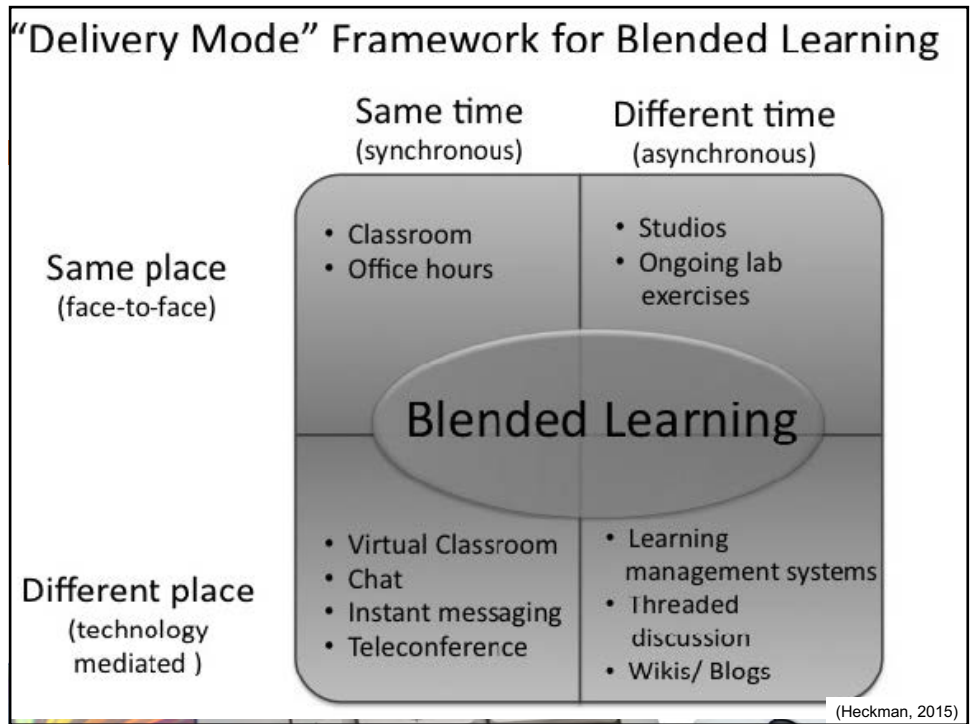 “Delivery Mode” Framework for Blended Learning
Same time
(synchronous)
Different time
(asynchronous)
Same place
(face-to-face)
• Classroom
• Office hours
• Studios
• Ongoing lab
exercises
Blended Learning
Different place
(technology
mediated )
• Virtual Classroom
• Chat
• Instant messaging
• Teleconference
• Learning
management systems
• Threaded
discussion
• Wikis/ Blogs
(Heckman, 2015)